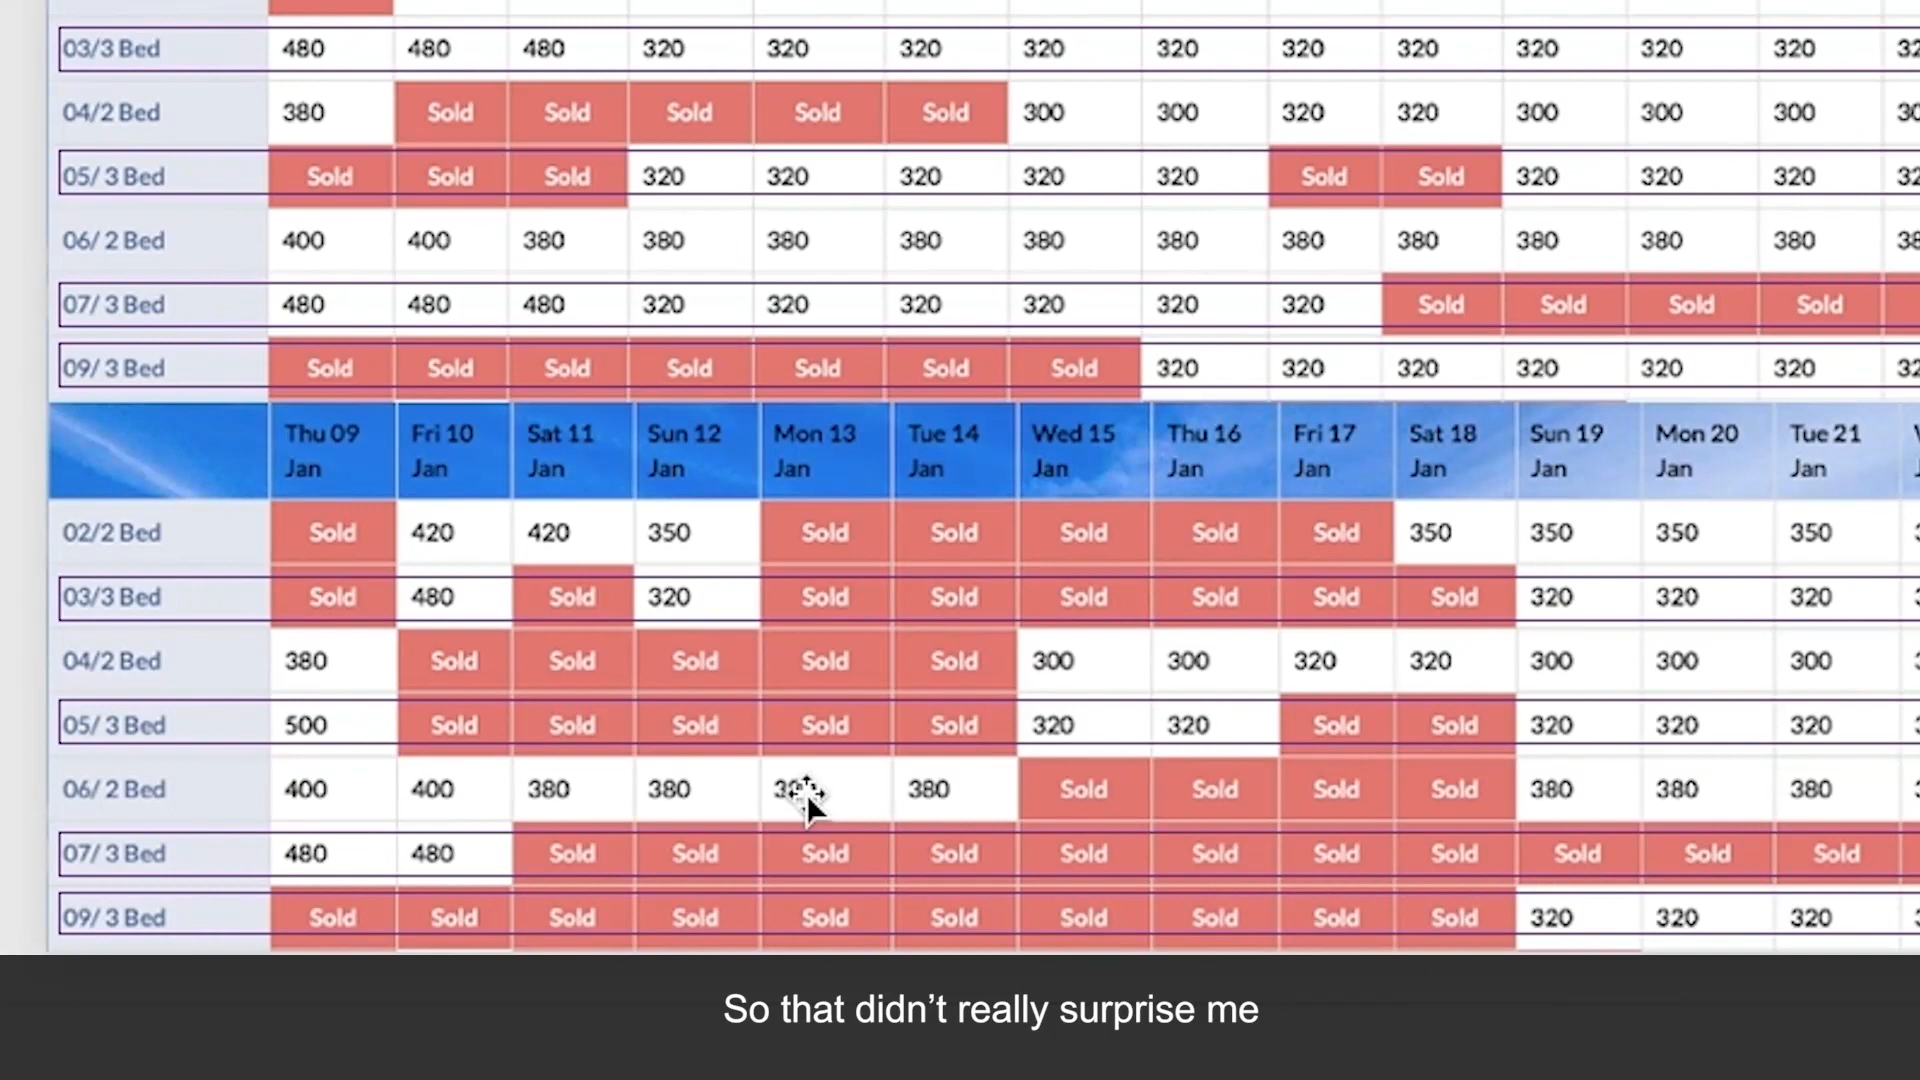 03/3 Bed 480 480 480 320 320 320 320 320 320 320 320 320 320
04/2 Bed 380 Sold Sold Sold Sold Sold 300 300 320 320 300 300 300
05/ 3 Bed Sold Sold Sold 320 320 320 320 320 Sold Sold 320 320 320
06/ 2 Bed 400 400 380 380 380 380 380 380 380 380 380 380 380
07/ 3 Bed 480 480 480 320 320 320 320 320 320 Sold Sold Sold Sold
09/ 3 Bed Sold Sold Sold Sold Sold Sold Sold 320 320 320 320 320 320
Thu 09 Fri 10 Sat 11 Sun 12 Mon 13 Tue 14 Wed 15 Thu 16 Fri 17 Sat 18 Sun 19 Mon 20 Tue 21
Jan Jan Jan Jan Jan Jan Jan Jan Jan Jan Jan Jan Jan
02/2 Bed Sold 420 420 350 Sold Sold Sold Sold Sold 350 350 350 350
03/3 Bed Sold 480 Sold 320 Sold Sold Sold Sold Sold Sold 320 320 320
04/2 Bed 380 Sold Sold Sold Sold Sold 300 300 320 320 300 300 300
05/ 3 Bed 500 Sold Sold Sold Sold Sold 320 320 Sold Sold 320 320 320
06/ 2 Bed 400 400 380 380 380 Sold Sold Sold Sold 380 380 380
07/ 3 Bed 480 480 Sold Sold Sold Sold Sold Sold Sold Sold Sold Sold Sold
09/ 3 Bed Sold Sold Sold Sold Sold Sold Sold Sold Sold Sold 320 320 320
So that didn’t really surprise me